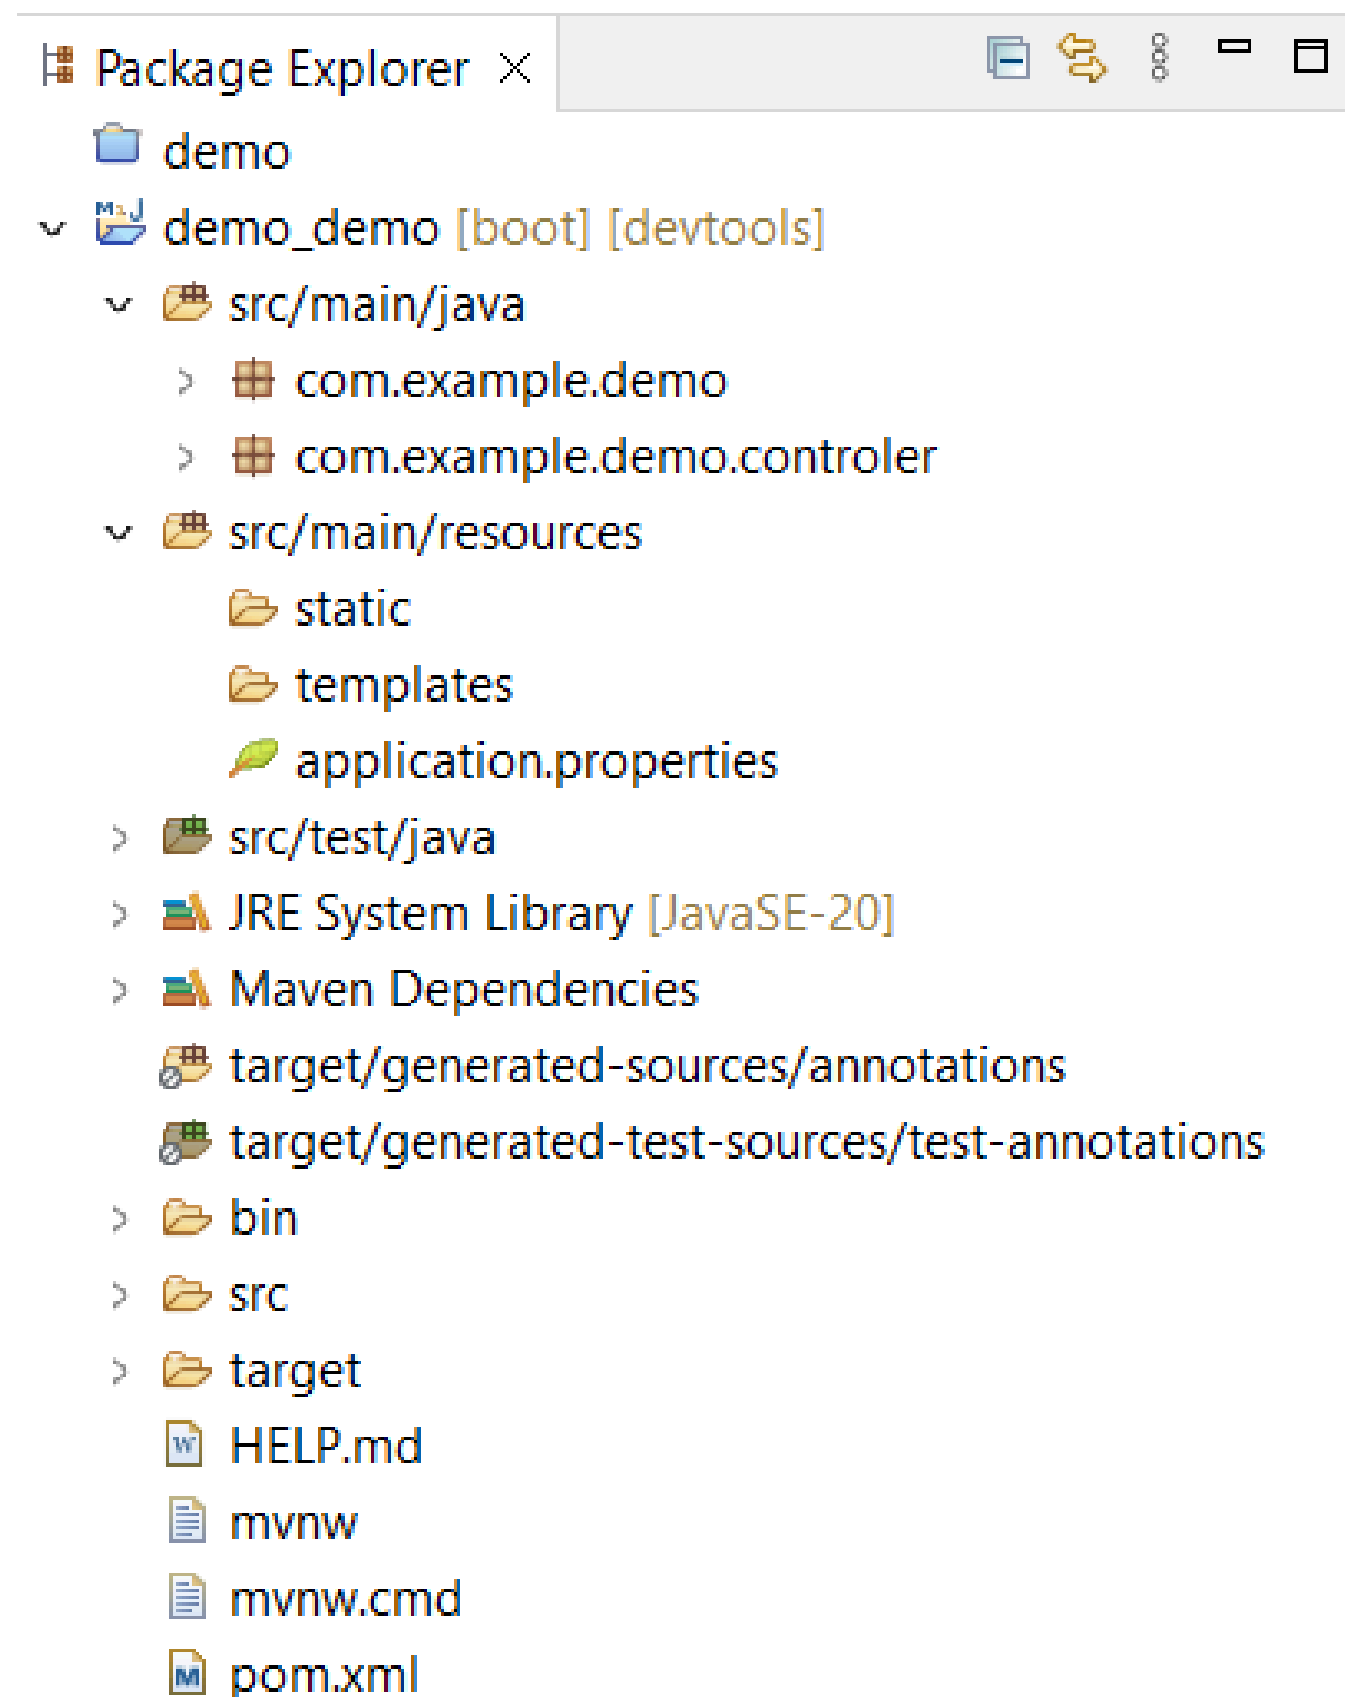 Package Explorer
demo
demo_demo [boot] [devtools]
src/main/java
com.example.demo
com.example.demo.controler
src/main/resources
static
templates
application.properties
src/test/java
JRE System Library [JavaSE-20]
Maven Dependencies
target/generated-sources/annotations
target/generated-test-sources/test-annotations
bin
src
target
HELP.md
mvnw
mvnw.cmd
pom.xml